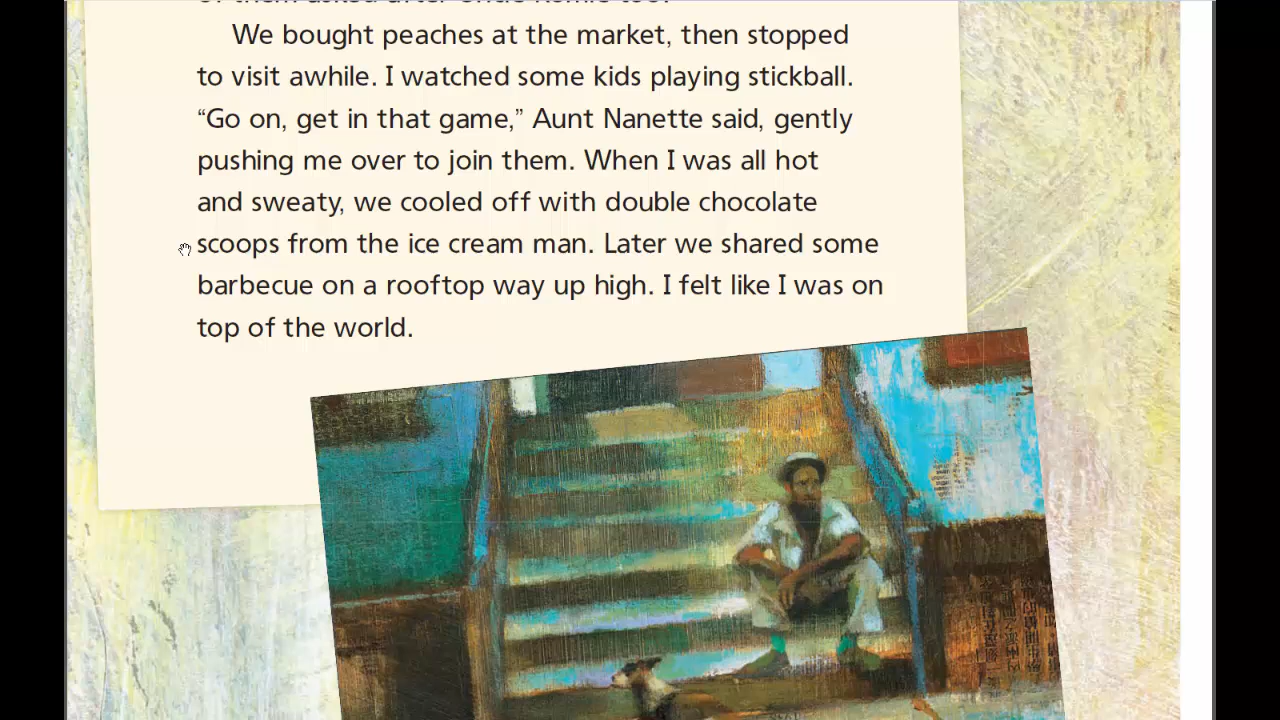 We bought peaches at the market, then stopped
to visit awhile. I watched some kids playing stickball.
“Go on, get in that game,” Aunt Nanette said, gently
pushing me over to join them. When I was all hot
and sweaty, we cooled off with double chocolate
scoops from the ice cream man. Later we shared some
barbecue on a rooftop way up high. I felt like I was on
top of the world.